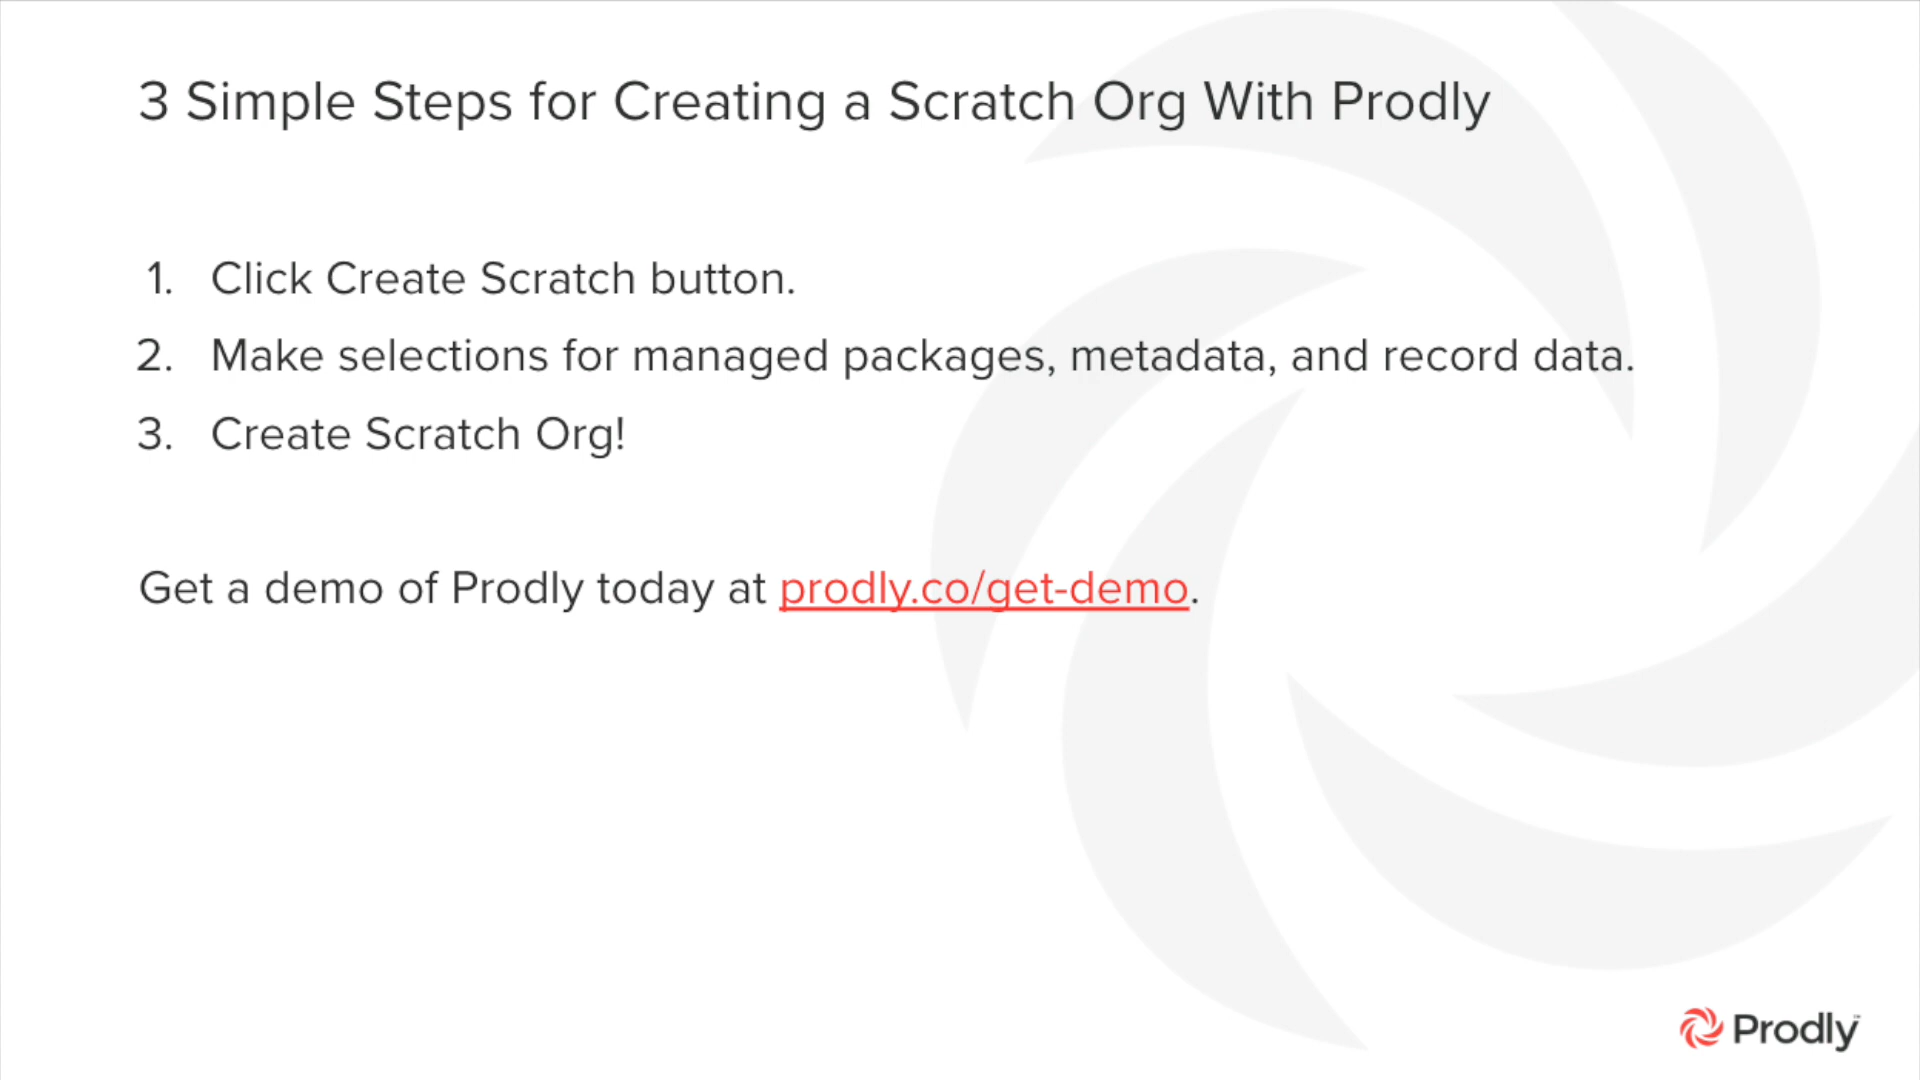 3 Simple Steps for Creating a Scratch Org With Prodly
1. Click Create Scratch button.
2. Make selections for managed packages, metadata, and record data.
3. Create Scratch Org!
Get a demo of Prodly today at prodly.co/get-demo.
Prodly™